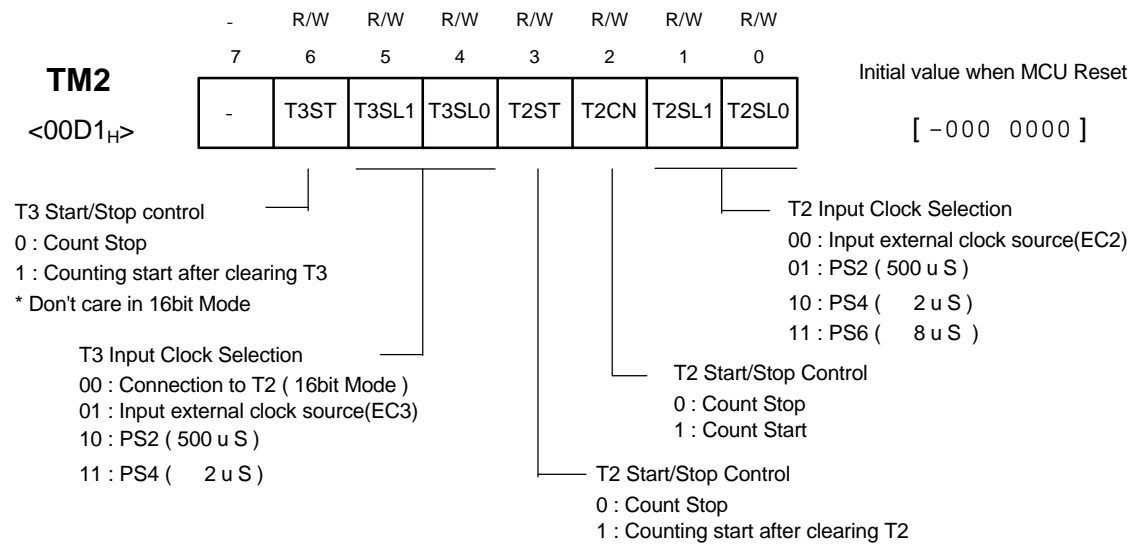 - R/W R/W R/W R/W R/W R/W R/W
7 6 5 4 3 2 1 0
TM2
<00D1H>
- T3ST T3SL1 T3SL0 T2ST T2CN T2SL1 T2SL0
Initial value when MCU Reset
[ -000 0000 ]
T3 Start/Stop control
0 : Count Stop
1 : Counting start after clearing T3
* Don't care in 16bit Mode
T3 Input Clock Selection
00 : Connection to T2 ( 16bit Mode )
01 : Input external clock source(EC3)
10 : PS2 ( 500 u S )
11 : PS4 ( 2 u S )
T2 Input Clock Selection
00 : Input external clock source(EC2)
01 : PS2 ( 500 u S )
10 : PS4 ( 2 u S )
11 : PS6 ( 8 u S )
T2 Start/Stop Control
0 : Count Stop
1 : Count Start
T2 Start/Stop Control
0 : Count Stop
1 : Counting start after clearing T2